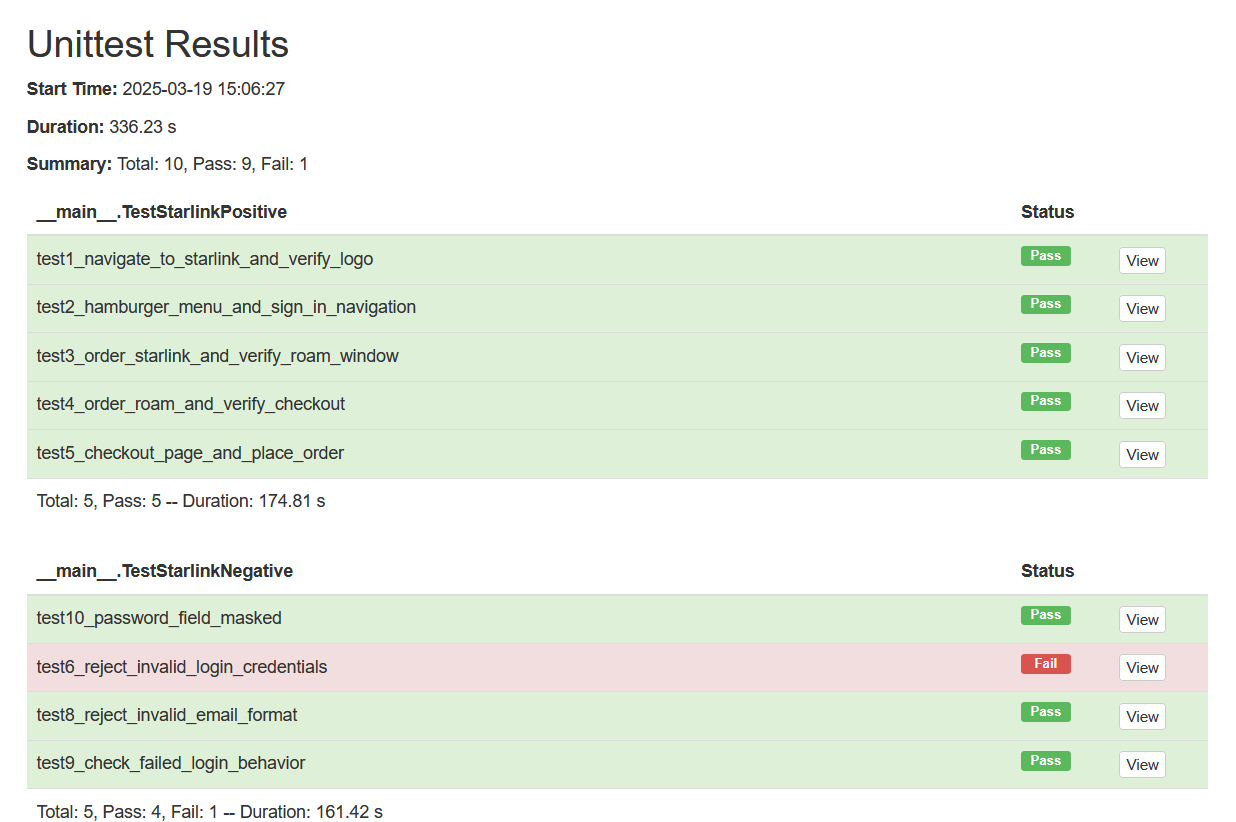 Unittest Results
Start Time: 2025-03-19 15:06:27
Duration: 336.23 s
Summary: Total: 10, Pass: 9, Fail: 1
__main__.TestStarlinkPositive Status
test1_navigate_to_starlink_and_verify_logo Pass View
test2_hamburger_menu_and_sign_in_navigation Pass View
test3_order_starlink_and_verify_roam_window Pass View
test4_order_roam_and_verify_checkout Pass View
test5_checkout_page_and_place_order Pass View
Total: 5, Pass: 5 -- Duration: 174.81 s
__main__.TestStarlinkNegative Status
test10_password_field_masked Pass View
test6_reject_invalid_login_credentials Fail View
test8_reject_invalid_email_format Pass View
test9_check_failed_login_behavior Pass View
Total: 5, Pass: 4, Fail: 1 -- Duration: 161.42 s